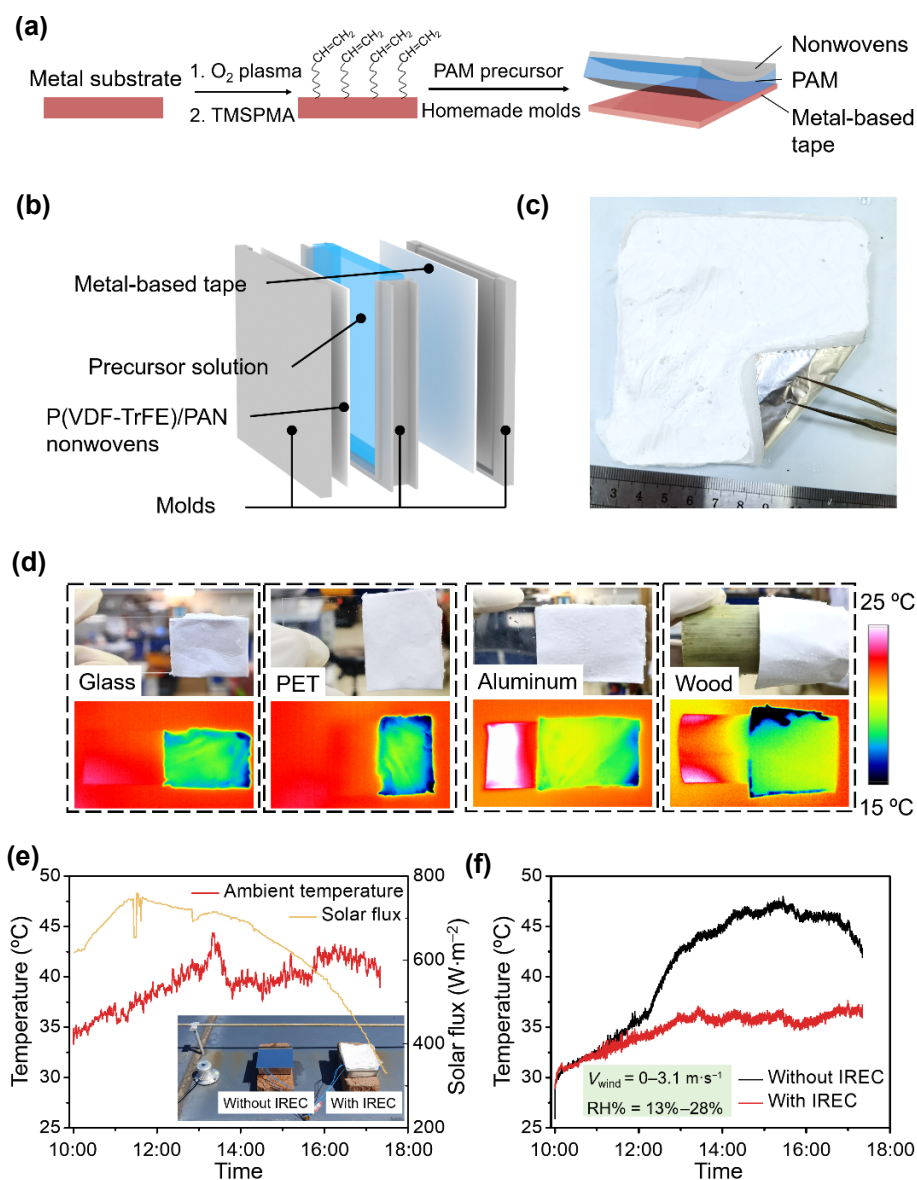 (a)
CH=CH2
CH=CH2
CH=CH2
CH=CH2
Metal substrate
1. O2 plasma
2. TMSPMA
PAM precursor
Homemade molds
Nonwovens
PAM
Metal-based
tape
(b)
Metal-based tape
Precursor solution
P(VDF-TrFE)/PAN
nonwovens
Molds
(c)
2 3 4 5 6 7 8 9
(d)
Glass
PET
Aluminum
Wood
25 ºC
15 ºC
(e)
Temperature (ºC)
50
45
40
35
30
25
Ambient temperature
Solar flux
800
600
400
200
Solar flux (W·m−2)
Without IREC
With IREC
10:00 12:00 14:00 16:00 18:00
Time
(f)
Temperature (ºC)
50
45
40
35
30
25
Vwind = 0–3.1 m·s−1
RH% = 13%–28%
Without IREC
With IREC
10:00 12:00 14:00 16:00 18:00
Time